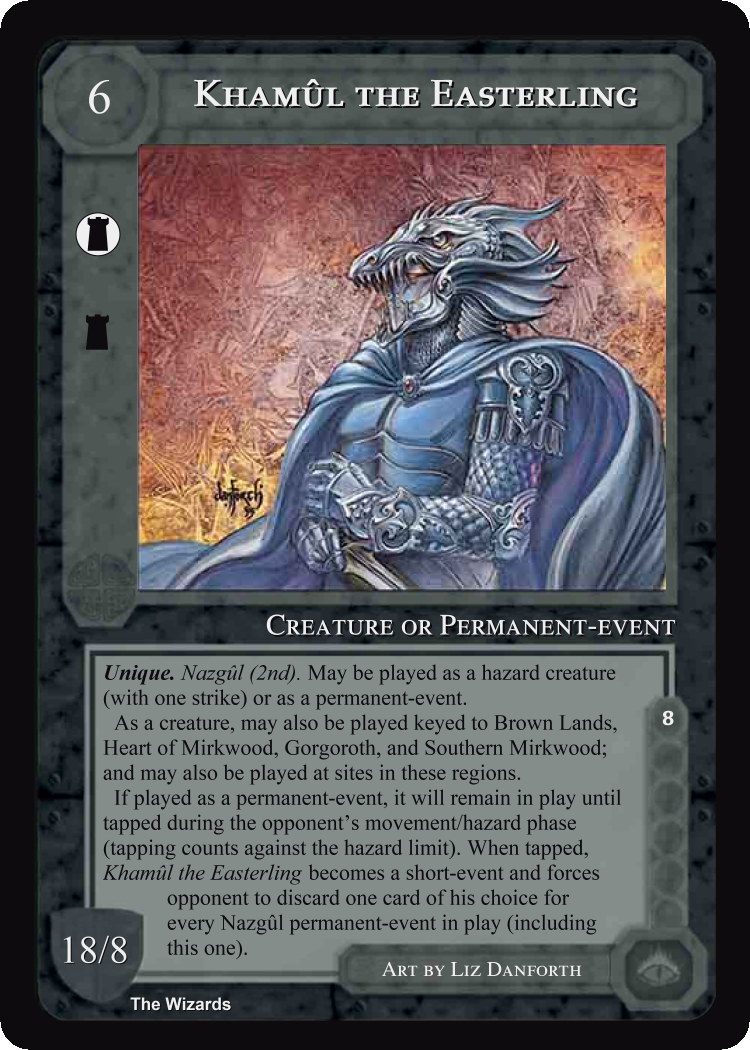 6
Khamûl the Easterling
danforth
95
Creature or Permanent-event
Unique. Nazgûl (2nd). May be played as a hazard creature
(with one strike) or as a permanent-event.
As a creature, may also be played keyed to Brown Lands,
Heart of Mirkwood, Gorgoroth, and Southern Mirkwood;
and may also be played at sites in these regions.
If played as a permanent-event, it will remain in play until
tapped during the opponent’s movement/hazard phase
(tapping counts against the hazard limit). When tapped,
Khamûl the Easterling becomes a short-event and forces
opponent to discard one card of his choice for
every Nazgûl permanent-event in play (including
this one).
8
18/8
Art by Liz Danforth
The Wizards